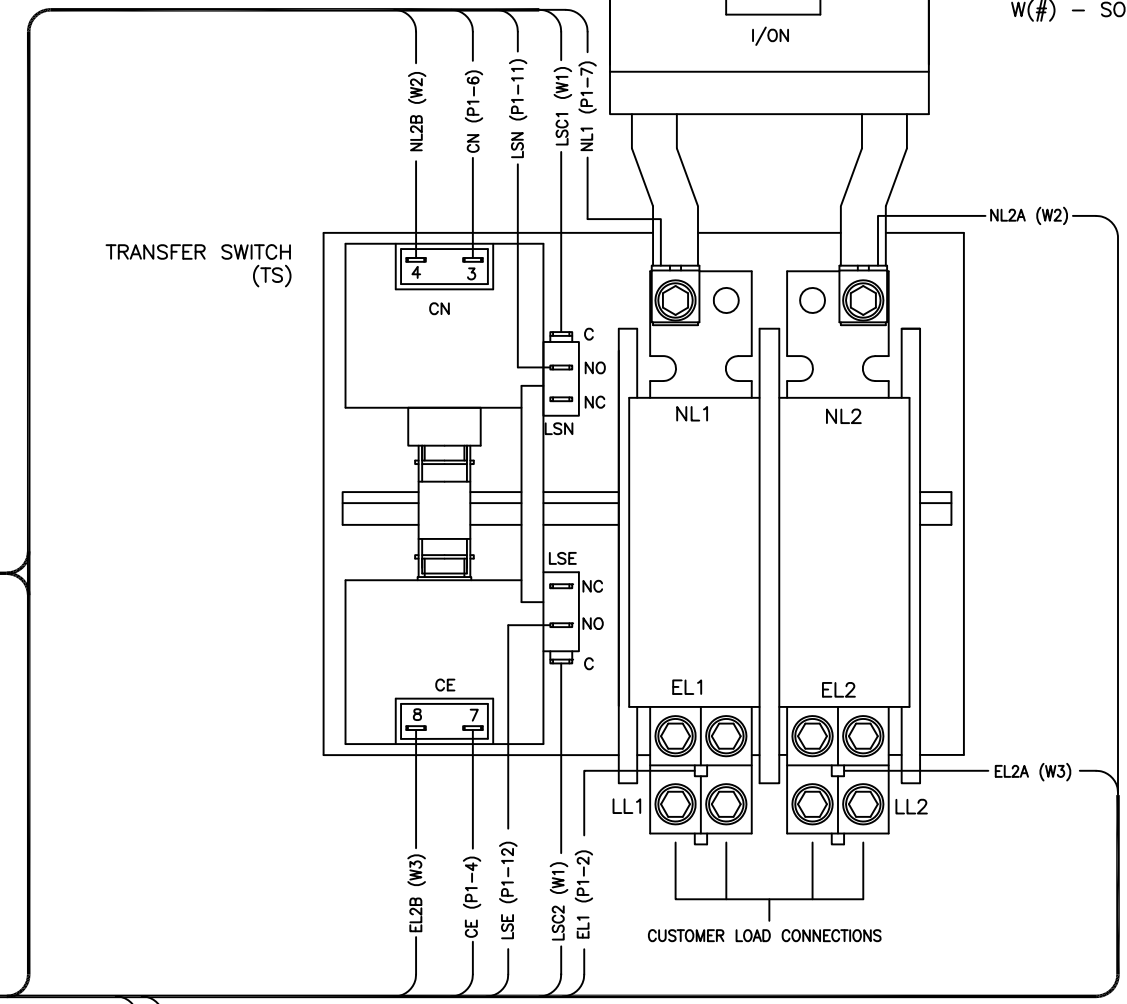 W(#) – SO
I/ON
NL2B (W2)
CN (P1–6)
LSN (P1–11)
LSC1 (W1)
NL1 (P1–7)
NL2A (W2)
TRANSFER SWITCH
(TS)
4
3
CN
C
NO
NC
LSN
NL1
NL2
LSE
NC
NO
C
CE
8
7
EL1
EL2
EL2A (W3)
LL1
LL2
EL2B (W3)
CE (P1–4)
LSE (P1–12)
LSC2 (W1)
EL1 (P1–2)
CUSTOMER LOAD CONNECTIONS